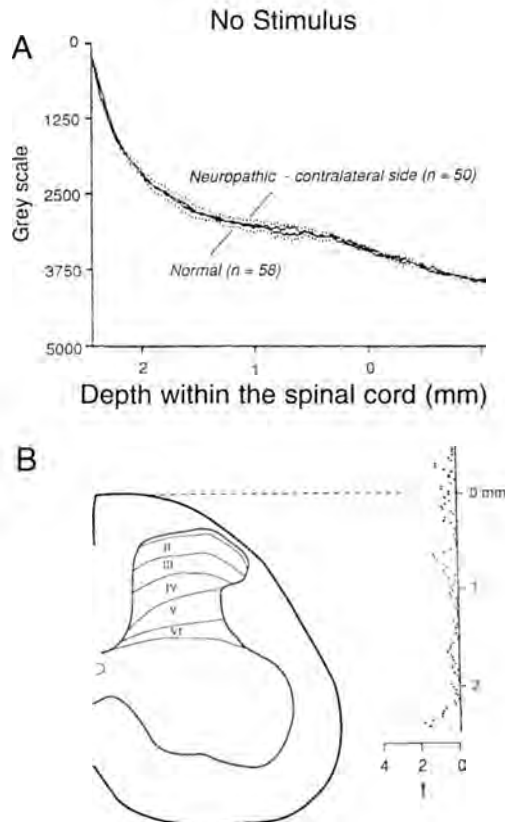 No Stimulus
A
0
1250
2500
3750
5000
Grey scale
Neuropathic - contralateral side (n = 50)
Normal (n = 58)
2
1
0
Depth within the spinal cord (mm)
B
II
III
IV
V
VI
0 mm
1
2
4
2
0
t